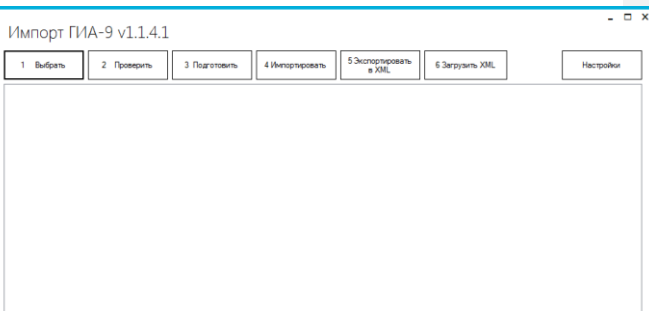 Импорт ГИА-9 v1.1.4.1
1 Выбрать
2 Проверить
3 Подготовить
4 Импортировать
5 Экспортировать
в XML
6 Загрузить XML
Настройки